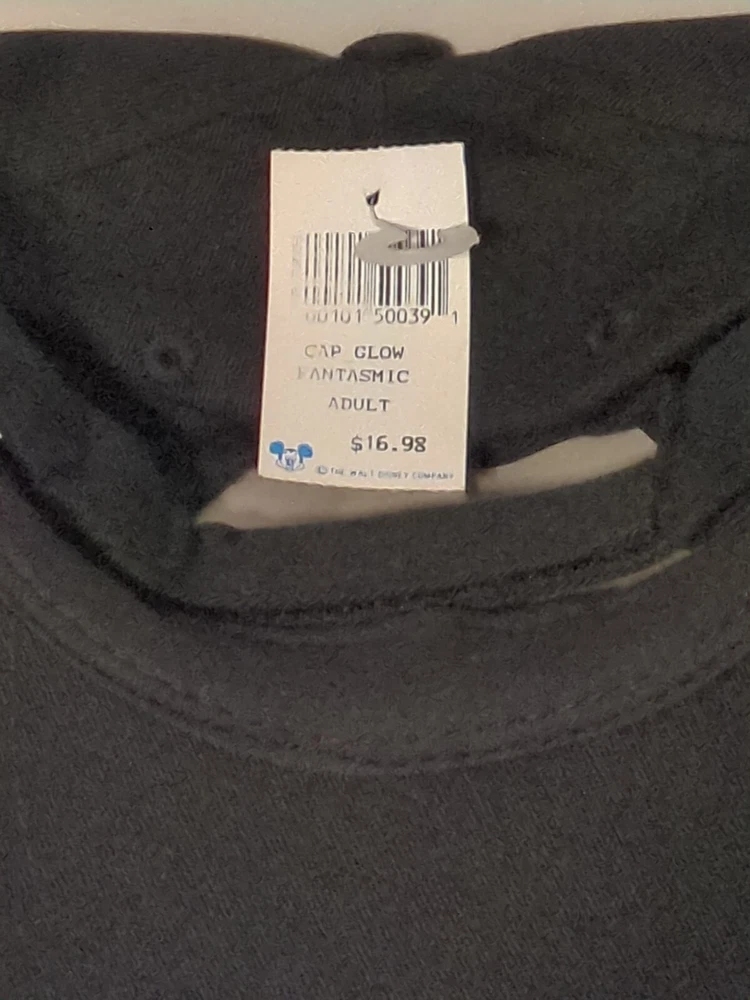 00101 50039 1
CAP GLOW
FANTASMIC
ADULT
$16.98
© THE WALT DISNEY COMPANY